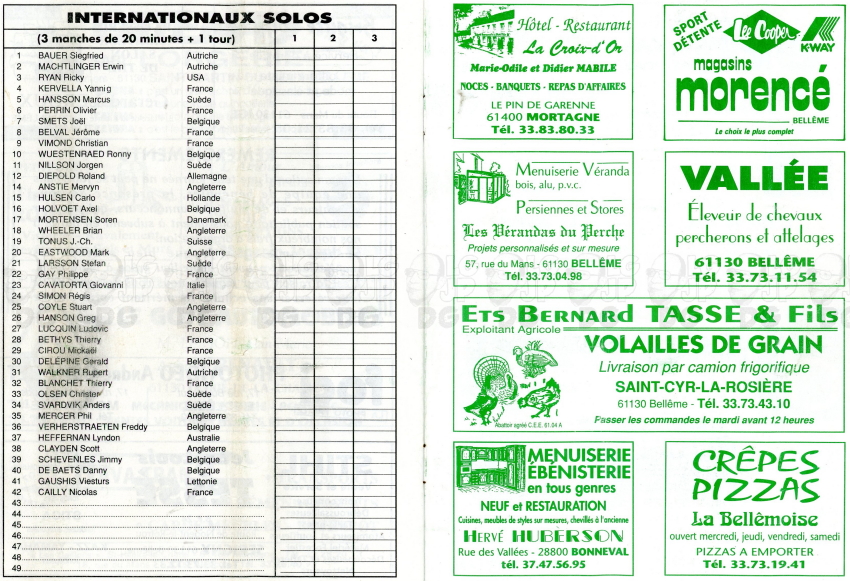 INTERNATIONAUX SOLOS
(3 manches de 20 minutes + 1 tour) 1 2 3
1 BAUER Siegfried Autriche
2 MACHTLINGER Erwin Autriche
3 RYAN Ricky USA
4 KERVELLA Yannig France
5 HANSSON Marcus Suède
6 PERRIN Olivier France
7 SMETS Joël Belgique
8 BELVAL Jérôme France
9 VIMOND Christian France
10 WUESTENRAED Ronny Belgique
11 NILLSON Jorgen Suède
12 DIEPOLD Roland Allemagne
14 ANSTIE Mervyn Angleterre
15 HULSEN Carlo Hollande
16 HOLVOET Axel Belgique
17 MORTENSEN Soren Danemark
18 WHEELER Brian Angleterre
19 TONUS J.-Ch. Suisse
20 EASTWOOD Mark Angleterre
21 LARSSON Stefan Suède
22 GAY Philippe France
23 CAVATORTA Giovanni Italie
24 SIMON Régis France
25 COYLE Stuart Angleterre
26 HANSON Greg Angleterre
27 LUCQUIN Ludovic France
28 BETHYS Thierry France
29 CIROU Mickaël France
30 DELEPINE Gérald Belgique
31 WALKNER Rupert Autriche
32 BLANCHET Thierry France
33 OLSEN Christer Suède
34 SVARDVIK Anders Suède
35 MERCER Phil Angleterre
36 VERHERSTRAETEN Freddy Belgique
37 HEFFERNAN Lyndon Australie
38 CLAYDEN Scott Angleterre
39 SCHEVENLES Jimmy Belgique
40 DE BAETS Danny Belgique
41 GAUSHIS Viesturs Lettonie
42 CAILLY Nicolas France
43
44
45
46
47
48
49
Hôtel - Restaurant
La Croix-d'Or
Marie-Odile et Didier MABILE
NOCES - BANQUETS - REPAS D'AFFAIRES
LE PIN DE GARENNE
61400 MORTAGNE
Tél. 33.83.80.33
SPORT
DÉTENTE
Lee Cooper
K-WAY
magasins
morencé
BELLÊME
Le choix le plus complet
Menuiserie Véranda
bois, alu, p.v.c.
Persiennes et Stores
Les Vérandas du Perche
Projets personnalisés et sur mesure
57, rue du Mans - 61130 BELLÊME
Tél. 33.73.04.98
VALLÉE
Éleveur de chevaux
percherons et attelages
61130 BELLÊME
Tél. 33.73.11.54
ETS BERNARD TASSE & FILS
Exploitant Agricole
VOLAILLES DE GRAIN
Livraison par camion frigorifique
SAINT-CYR-LA-ROSIÈRE
61130 Bellême - Tél. 33.73.43.10
Abattoir agréé C.E.E. 61.04 A
Passer les commandes le mardi avant 12 heures
MENUISERIE
ÉBÉNISTERIE
en tous genres
NEUF et RESTAURATION
Cuisines, meubles de styles sur mesures, chevillés à l'ancienne
HERVÉ HUBERSON
Rue des Vallées - 28800 BONNEVAL
tél. 37.47.56.95
CRÊPES
PIZZAS
La Bellêmoise
ouvert mercredi, jeudi, vendredi, samedi
PIZZAS A EMPORTER
Tél. 33.73.19.41